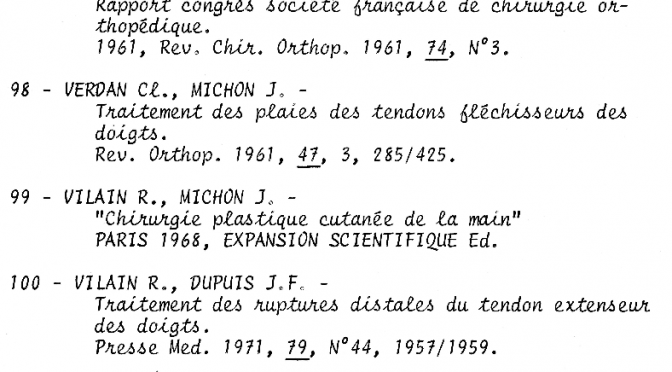 Rapport congrès société française de chirurgie or-
thopédique.
1961, Rev. Chir. Orthop. 1961, 74, N°3.
98 - VERDAN Cl., MICHON J. -
Traitement des plaies des tendons fléchisseurs des
doigts.
Rev. Orthop. 1961, 47, 3, 285/425.
99 - VILAIN R., MICHON J. -
"Chirurgie plastique cutanée de la main"
PARIS 1968, EXPANSION SCIENTIFIQUE Ed.
100 - VILAIN R., DUPUIS J.F. -
Traitement des ruptures distales du tendon extenseur
des doigts.
Presse Med. 1971, 79, N°44, 1957/1959.